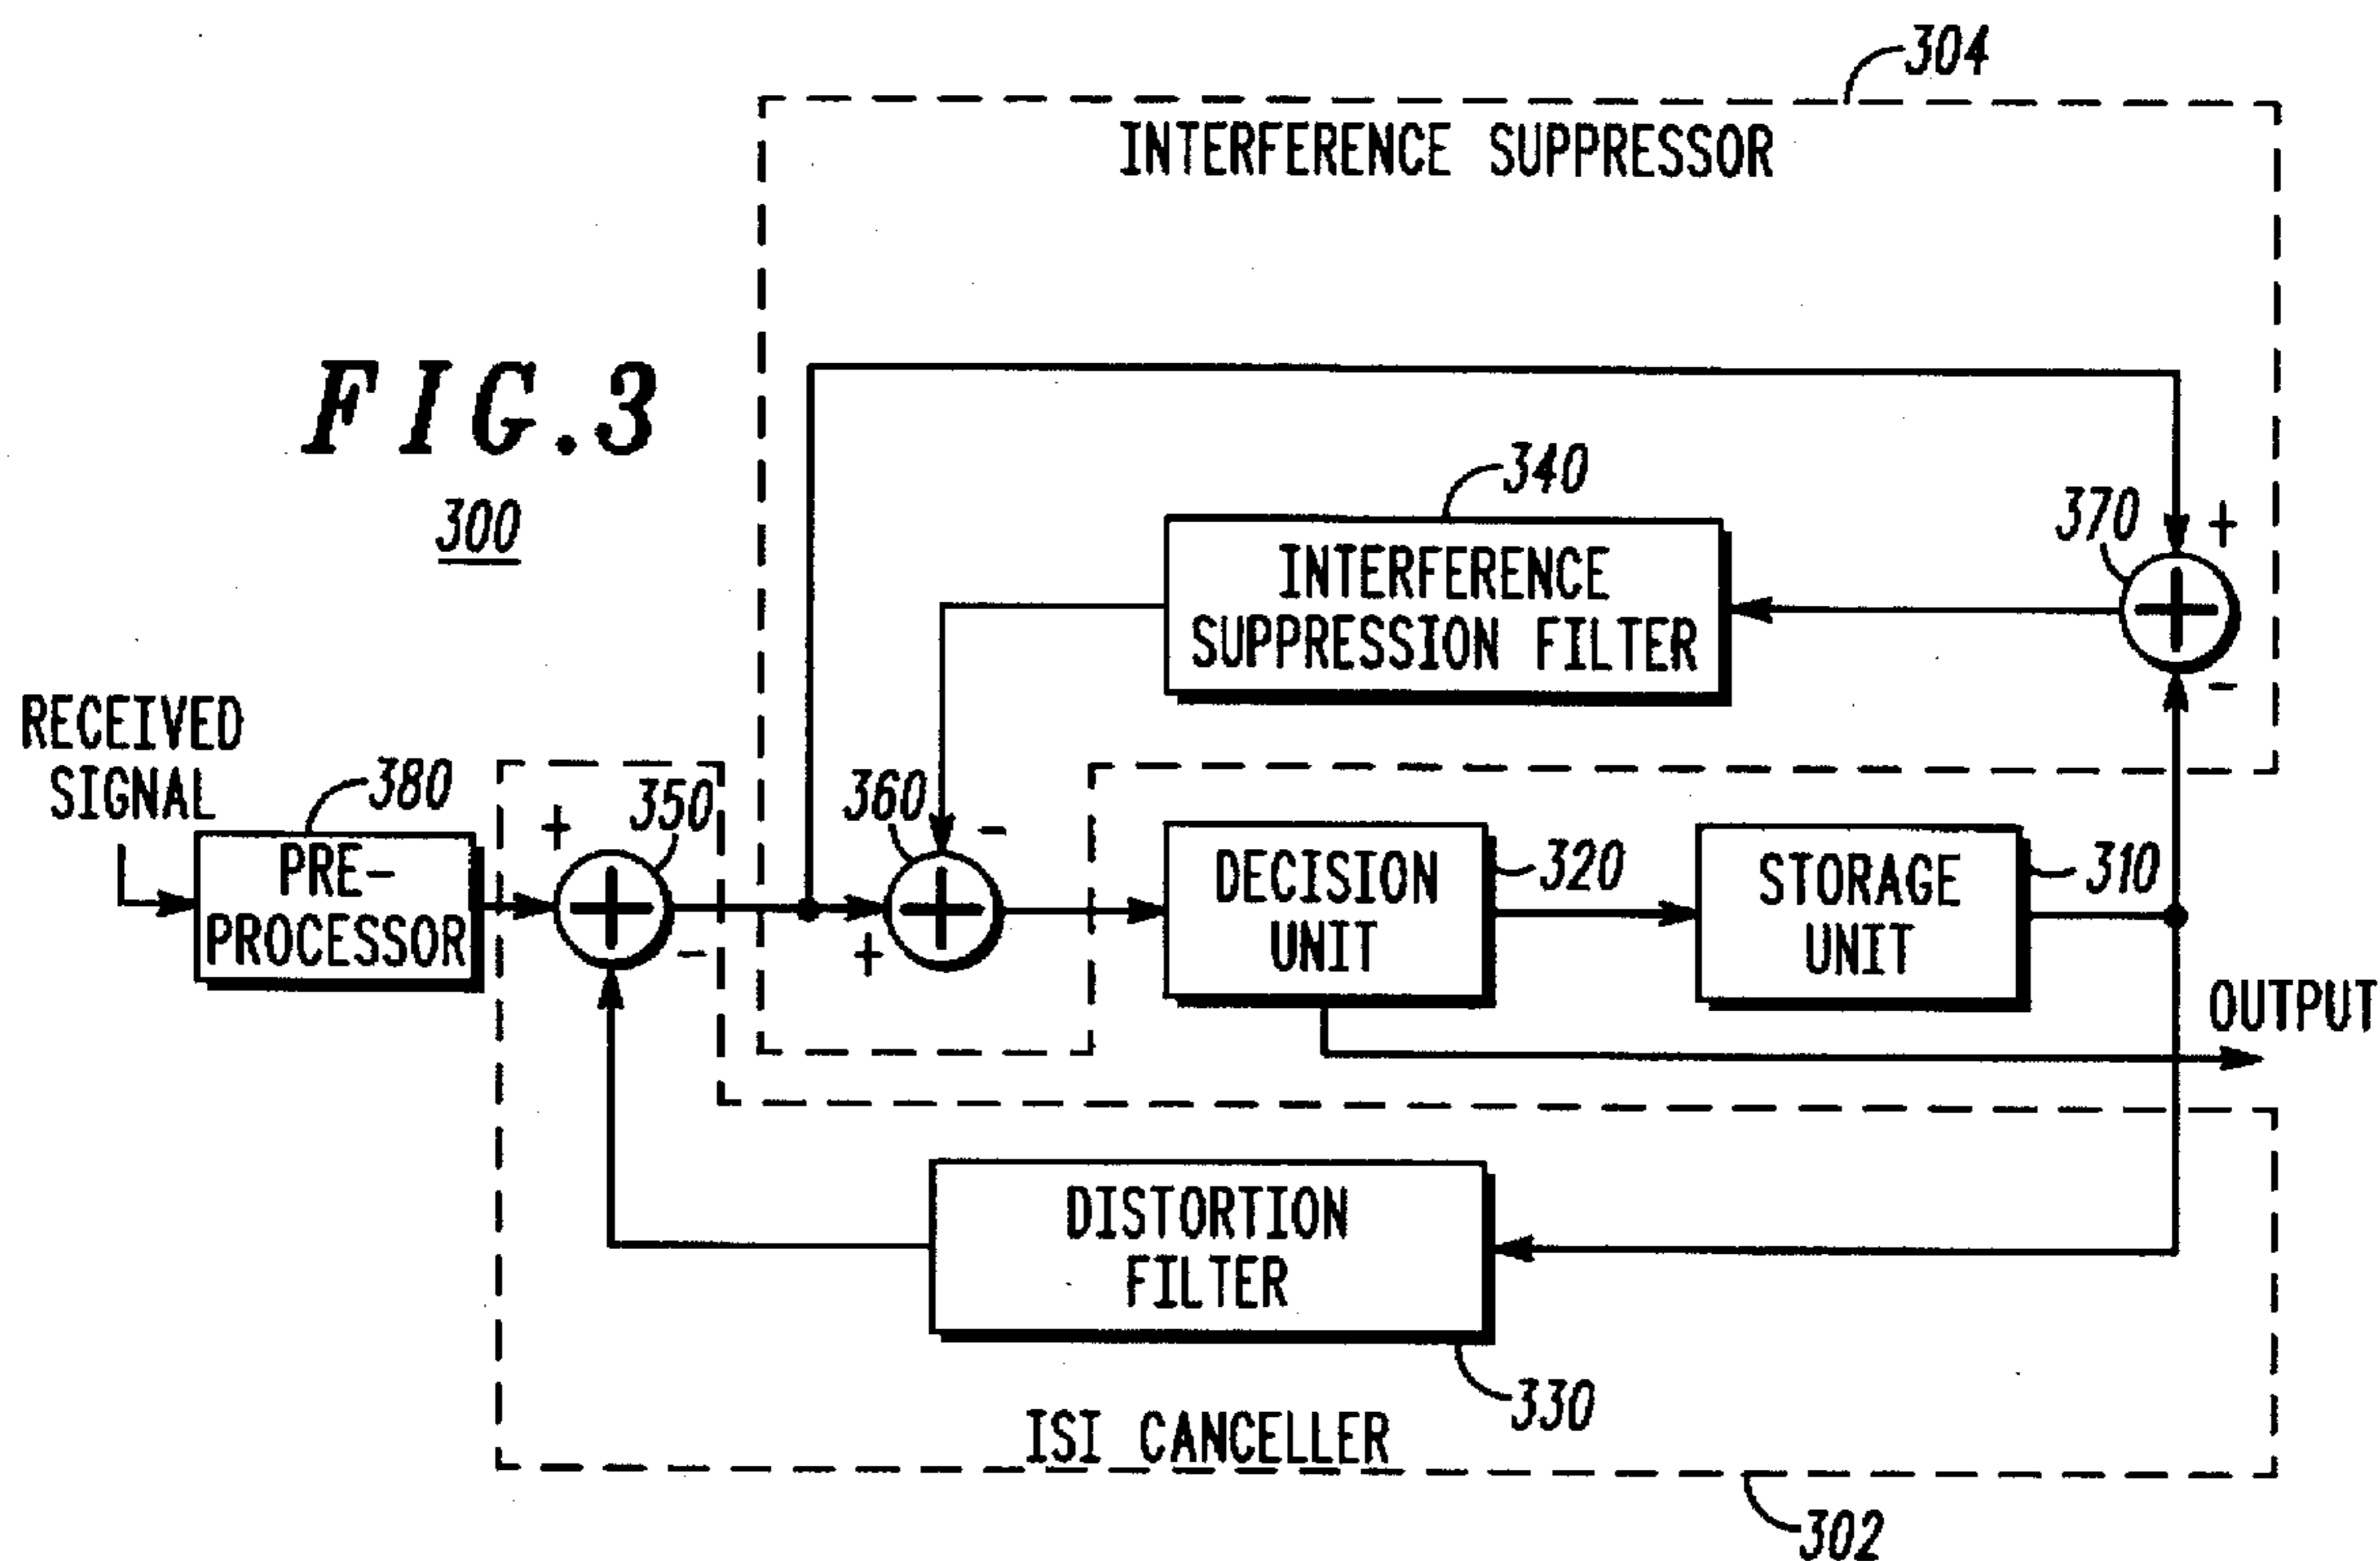 304
INTERFERENCE SUPPRESSOR
FIG.3
300
340
INTERFERENCE
SUPPRESSION FILTER
370
+
-
RECEIVED
SIGNAL
380
PRE-
PROCESSOR
+
350
-
360
-
+
DECISION
UNIT
320
STORAGE
UNIT
310
OUTPUT
DISTORTION
FILTER
330
ISI CANCELLER
302